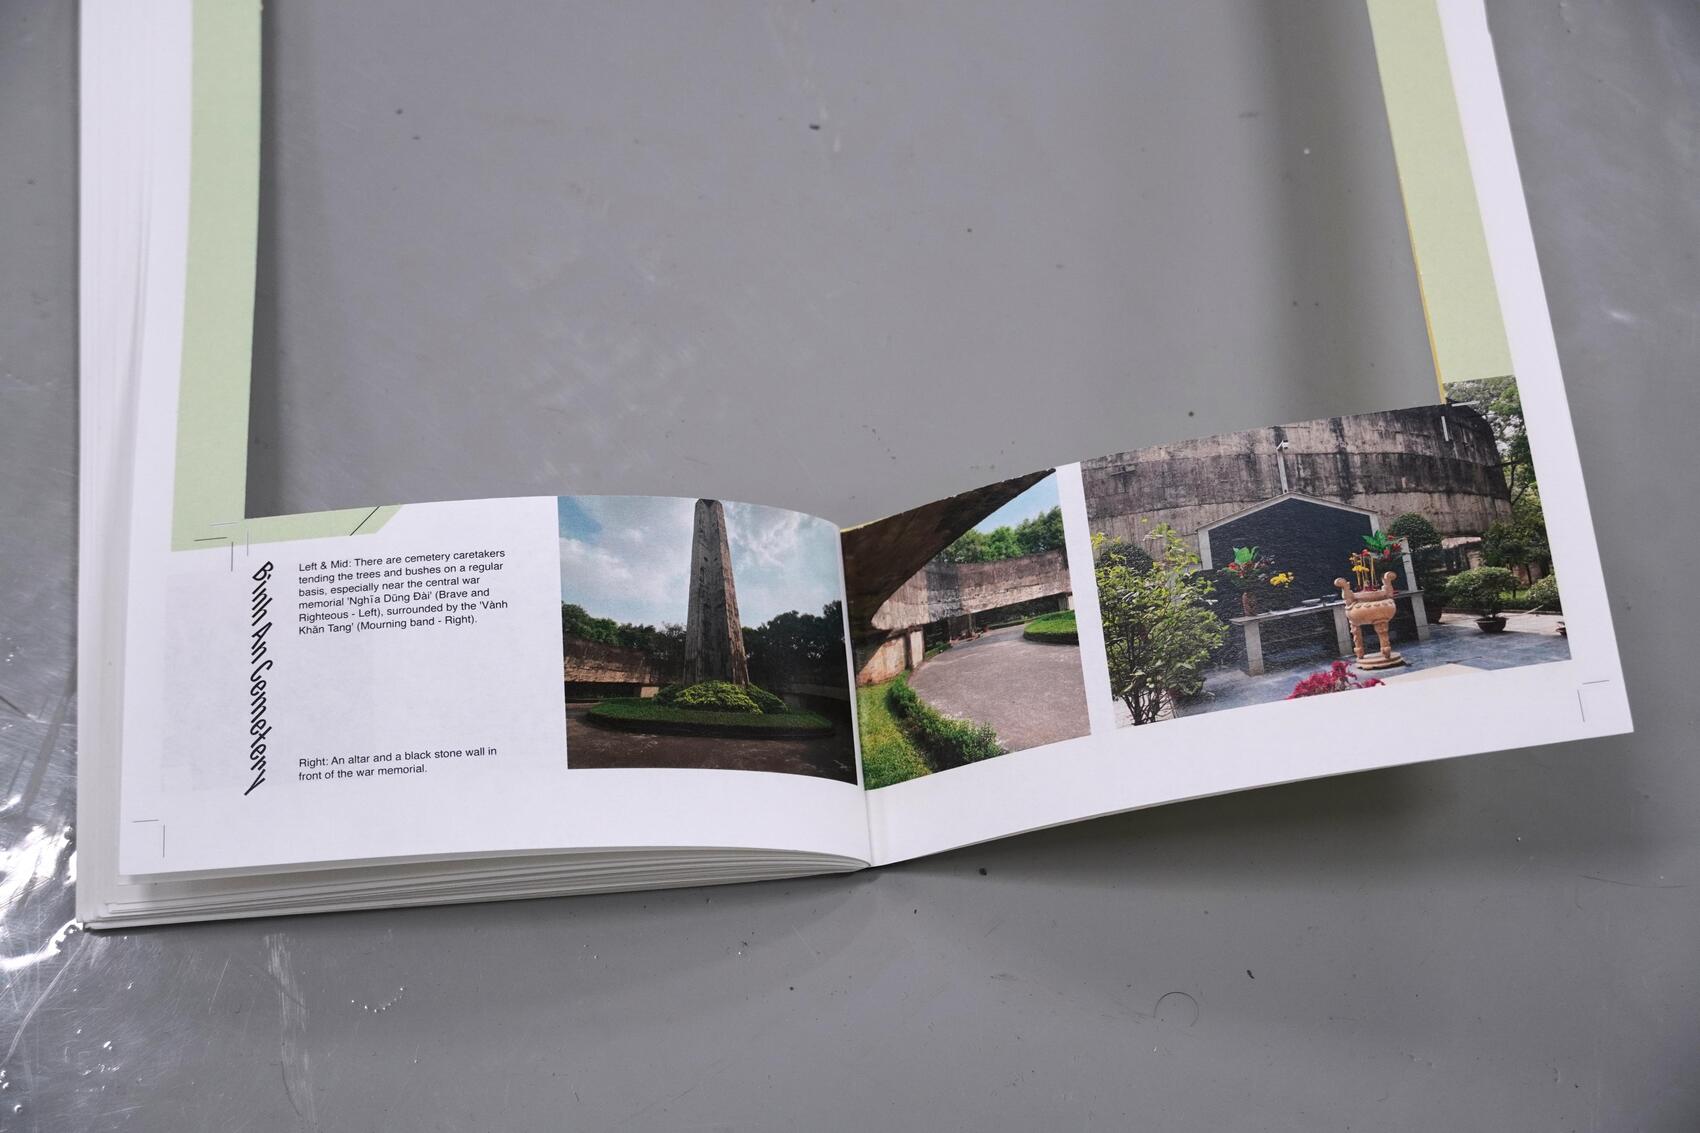 Bình An Cemetery
Left & Mid: There are cemetery caretakers
tending the trees and bushes on a regular
basis, especially near the central war
memorial 'Nghĩa Dũng Đài' (Brave and
Righteous - Left), surrounded by the 'Vành
Khăn Tang' (Mourning band - Right).
Right: An altar and a black stone wall in
front of the war memorial.